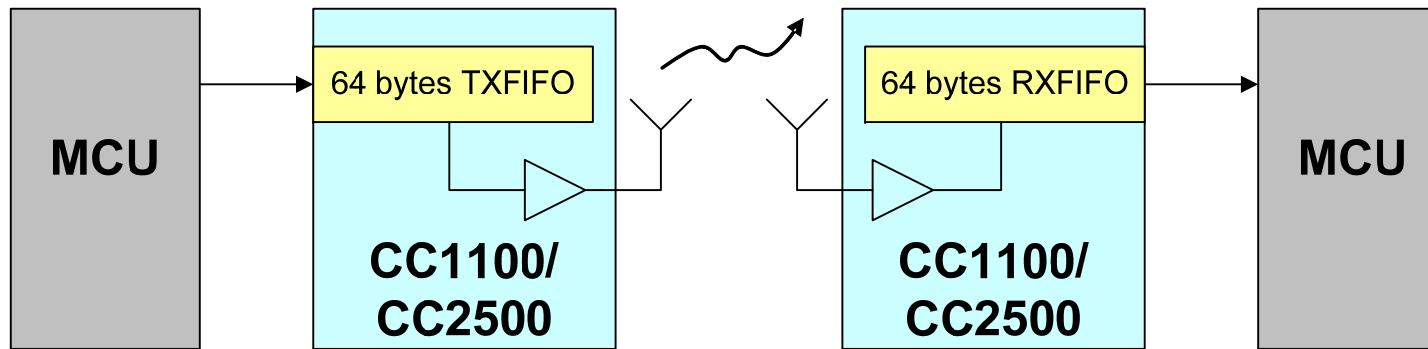 MCU
64 bytes TXFIFO
CC1100/
CC2500
64 bytes RXFIFO
CC1100/
CC2500
MCU